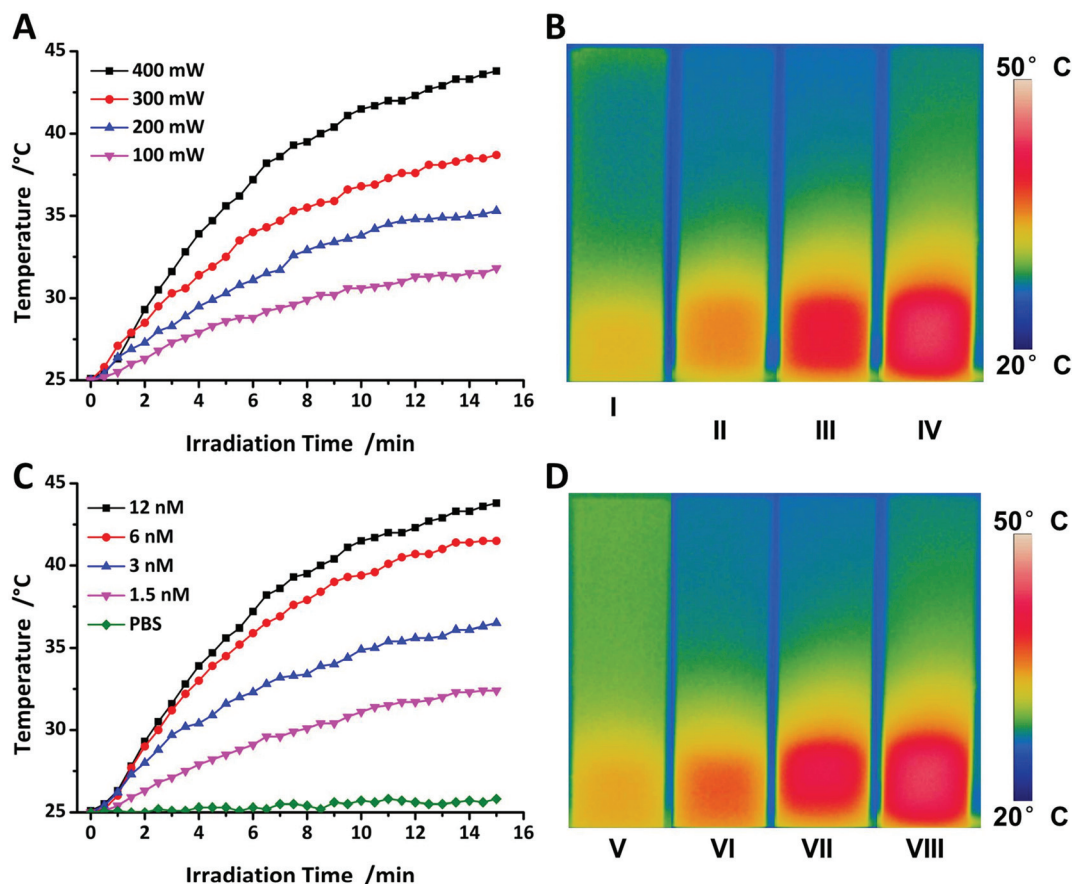 A
45
40
35
30
25
Temperature /°C
400 mW
300 mW
200 mW
100 mW
0 2 4 6 8 10 12 14 16
Irradiation Time /min
B
50° C
20° C
I
II
III
IV
C
45
40
35
30
25
Temperature /°C
12 nM
6 nM
3 nM
1.5 nM
PBS
0 2 4 6 8 10 12 14 16
Irradiation Time /min
D
50° C
20° C
V
VI
VII
VIII